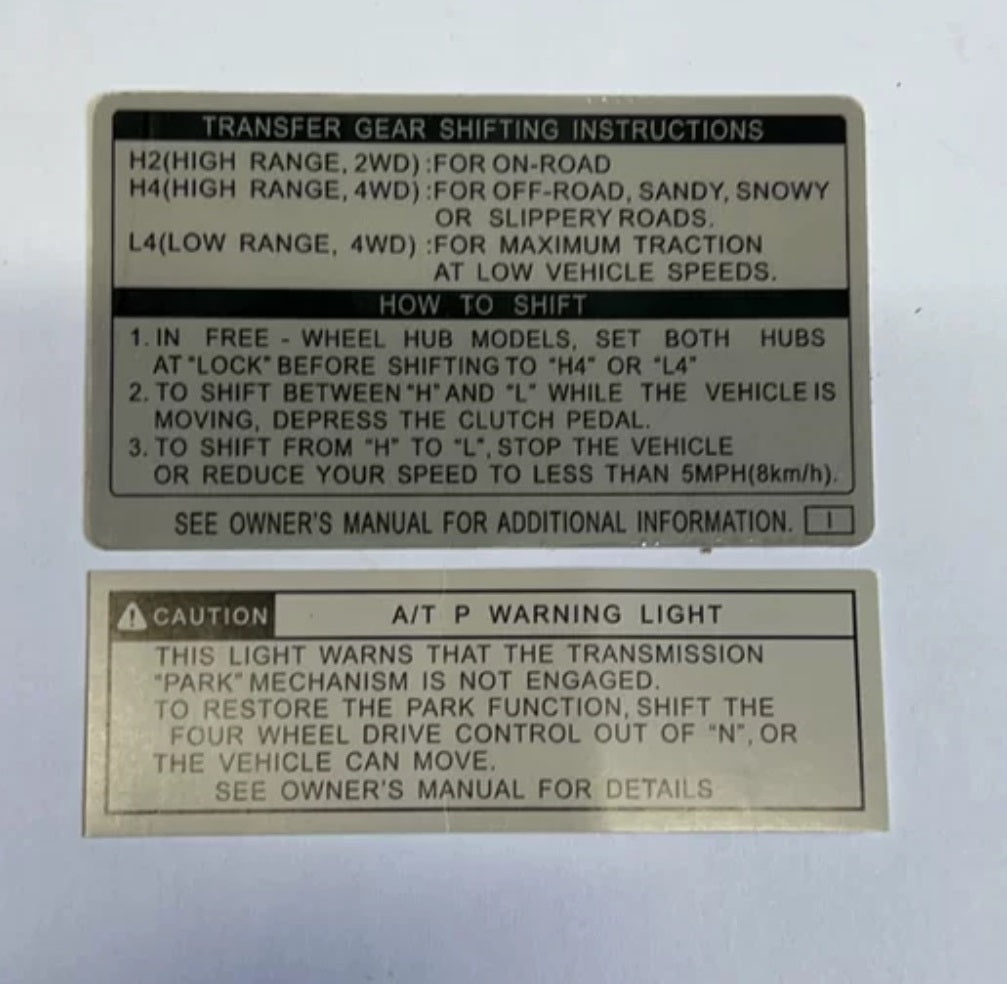 TRANSFER GEAR SHIFTING INSTRUCTIONS
H2(HIGH RANGE, 2WD) :FOR ON-ROAD
H4(HIGH RANGE, 4WD) :FOR OFF-ROAD, SANDY, SNOWY
OR SLIPPERY ROADS.
L4(LOW RANGE, 4WD) :FOR MAXIMUM TRACTION
AT LOW VEHICLE SPEEDS.
HOW TO SHIFT
1. IN FREE - WHEEL HUB MODELS, SET BOTH HUBS
AT "LOCK" BEFORE SHIFTING TO "H4" OR "L4"
2. TO SHIFT BETWEEN "H" AND "L" WHILE THE VEHICLE IS
MOVING, DEPRESS THE CLUTCH PEDAL.
3. TO SHIFT FROM "H" TO "L", STOP THE VEHICLE
OR REDUCE YOUR SPEED TO LESS THAN 5MPH(8km/h).
SEE OWNER'S MANUAL FOR ADDITIONAL INFORMATION. I
CAUTION A/T P WARNING LIGHT
THIS LIGHT WARNS THAT THE TRANSMISSION
"PARK" MECHANISM IS NOT ENGAGED.
TO RESTORE THE PARK FUNCTION, SHIFT THE
FOUR WHEEL DRIVE CONTROL OUT OF "N", OR
THE VEHICLE CAN MOVE.
SEE OWNER'S MANUAL FOR DETAILS